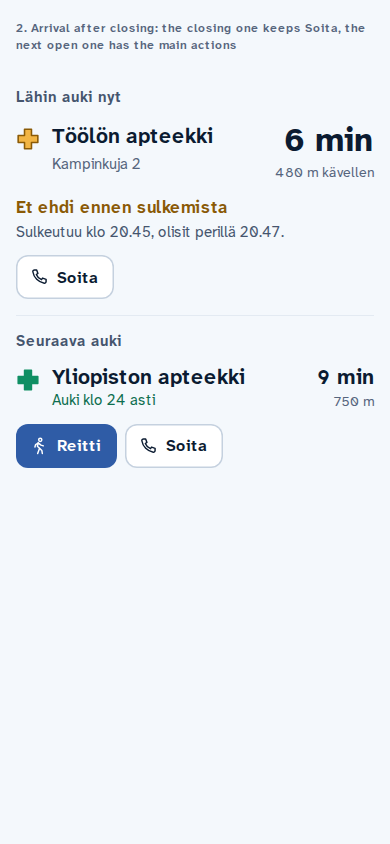 2. Arrival after closing: the closing one keeps Soita, the
next open one has the main actions
Lähin auki nyt
Töölön apteekki
6 min
Kampinkuja 2
480 m kävellen
Et ehdi ennen sulkemista
Sulkeutuu klo 20.45, olisit perillä 20.47.
Soita
Seuraava auki
Yliopiston apteekki
9 min
Auki klo 24 asti
750 m
Reitti
Soita